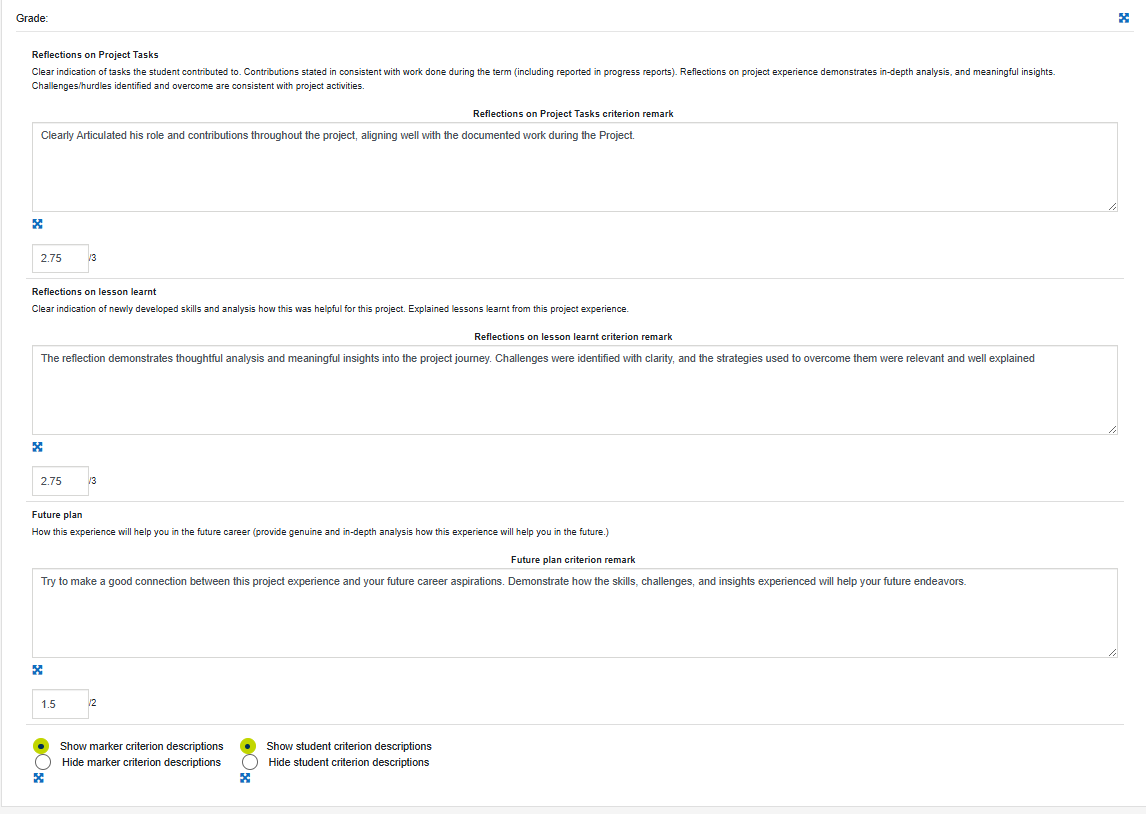 Grade:
Reflections on Project Tasks
Clear indication of tasks the student contributed to. Contributions stated in consistent with work done during the term (including reported in progress reports). Reflections on project experience demonstrates in-depth analysis, and meaningful insights.
Challenges/hurdles identified and overcome are consistent with project activities.
Reflections on Project Tasks criterion remark
Clearly Articulated his role and contributions throughout the project, aligning well with the documented work during the Project.
2.75 /3
Reflections on lesson learnt
Clear indication of newly developed skills and analysis how this was helpful for this project. Explained lessons learnt from this project experience.
Reflections on lesson learnt criterion remark
The reflection demonstrates thoughtful analysis and meaningful insights into the project journey. Challenges were identified with clarity, and the strategies used to overcome them were relevant and well explained
2.75 /3
Future plan
How this experience will help you in the future career (provide genuine and in-depth analysis how this experience will help you in the future.)
Future plan criterion remark
Try to make a good connection between this project experience and your future career aspirations. Demonstrate how the skills, challenges, and insights experienced will help your future endeavors.
1.5 /2
Show marker criterion descriptions Show student criterion descriptions
Hide marker criterion descriptions Hide student criterion descriptions